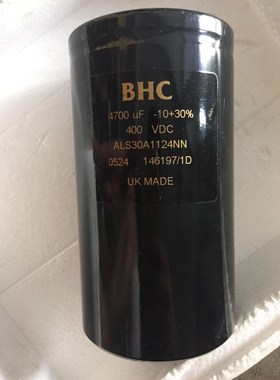 BHC
4700 uF -10+30%
400 VDC
ALS30A1124NN
0524 146197/1D
UK MADE